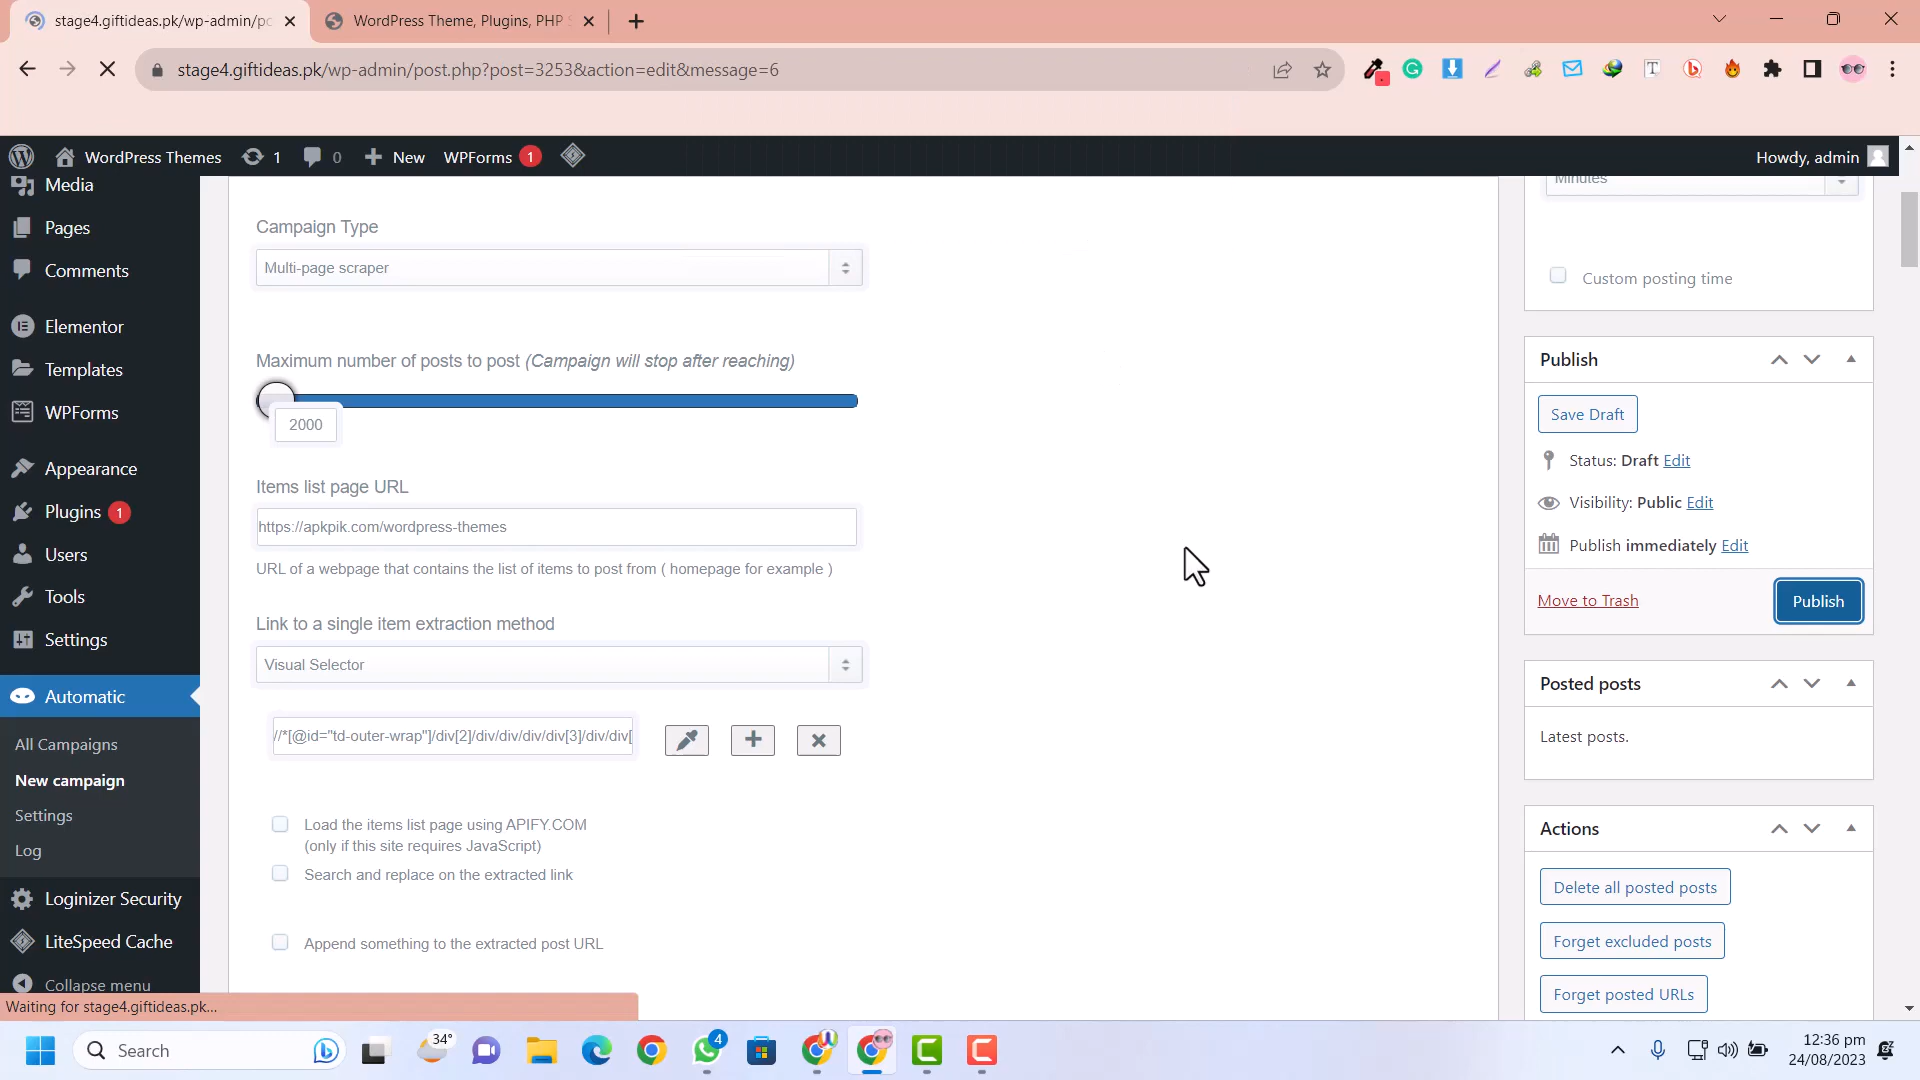 stage4.giftideas.pk/wp-admin/po
WordPress Theme, Plugins, PHP S
stage4.giftideas.pk/wp-admin/post.php?post=3253&action=edit&message=6
WordPress Themes 1 0 New WPForms 1
Howdy, admin
Media
Pages
Comments
Elementor
Templates
WPForms
Appearance
Plugins 1
Users
Tools
Settings
Automatic
All Campaigns
New campaign
Settings
Log
Loginizer Security
LiteSpeed Cache
Collapse menu
Waiting for stage4.giftideas.pk...
Campaign Type
Multi-page scraper
Maximum number of posts to post (Campaign will stop after reaching)
2000
Items list page URL
https://apkpik.com/wordpress-themes
URL of a webpage that contains the list of items to post from ( homepage for example )
Link to a single item extraction method
Visual Selector
//*[@id="td-outer-wrap"]/div[2]/div/div/div/div[3]/div/div[
Load the items list page using APIFY.COM
(only if this site requires JavaScript)
Search and replace on the extracted link
Append something to the extracted post URL
Minutes
Custom posting time
Publish
Save Draft
Status: Draft Edit
Visibility: Public Edit
Publish immediately Edit
Move to Trash
Publish
Posted posts
Latest posts.
Actions
Delete all posted posts
Forget excluded posts
Forget posted URLs
Search
34°
4
12:36 pm
24/08/2023